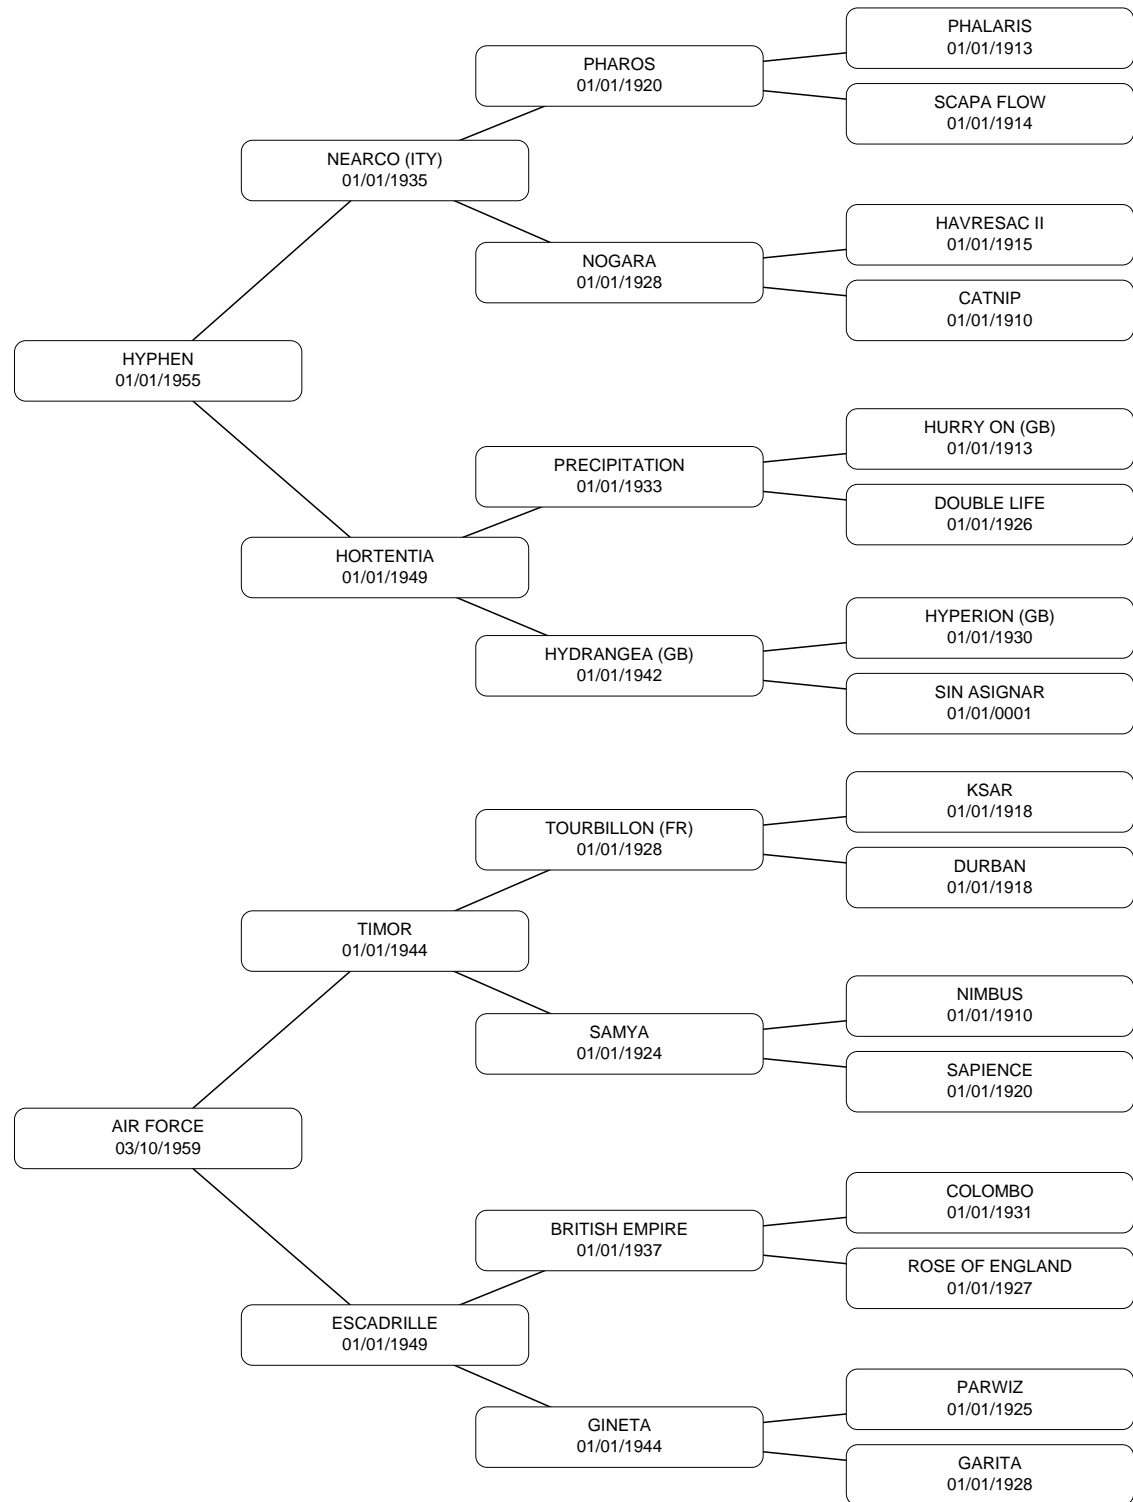 PHALARIS
01/01/1913
PHAROS
01/01/1920
SCAPA FLOW
01/01/1914
NEARCO (ITY)
01/01/1935
HAVRESAC II
01/01/1915
NOGARA
01/01/1928
CATNIP
01/01/1910
HYPHEN
01/01/1955
HURRY ON (GB)
01/01/1913
PRECIPITATION
01/01/1933
DOUBLE LIFE
01/01/1926
HORTENTIA
01/01/1949
HYPERION (GB)
01/01/1930
HYDRANGEA (GB)
01/01/1942
SIN ASIGNAR
01/01/0001
KSAR
01/01/1918
TOURBILLON (FR)
01/01/1928
DURBAN
01/01/1918
TIMOR
01/01/1944
NIMBUS
01/01/1910
SAMYA
01/01/1924
SAPIENCE
01/01/1920
AIR FORCE
03/10/1959
COLOMBO
01/01/1931
BRITISH EMPIRE
01/01/1937
ROSE OF ENGLAND
01/01/1927
ESCADRILLE
01/01/1949
PARWIZ
01/01/1925
GINETA
01/01/1944
GARITA
01/01/1928